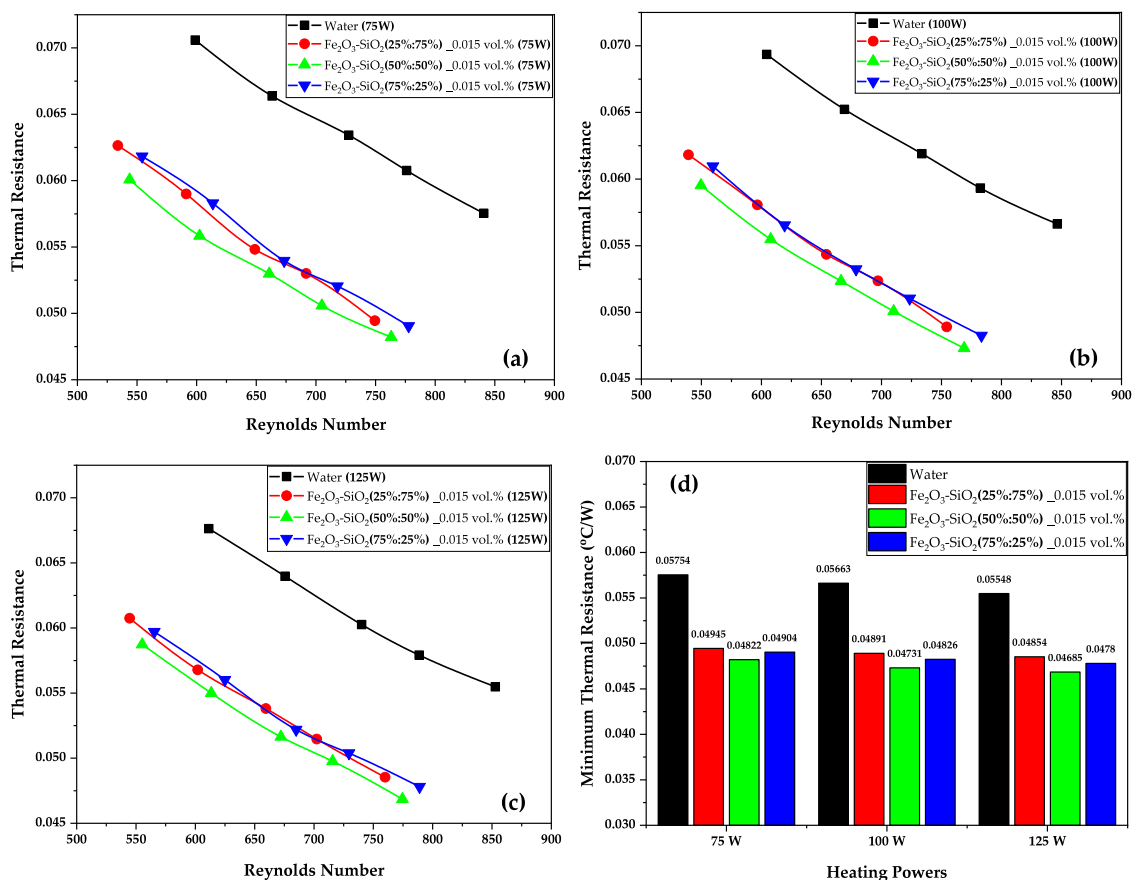 Water (75W)
Fe₂O₃-SiO₂(25%:75%) _0.015 vol.% (75W)
Fe₂O₃-SiO₂(50%:50%) _0.015 vol.% (75W)
Fe₂O₃-SiO₂(75%:25%) _0.015 vol.% (75W)
0.070
0.065
0.060
0.055
0.050
0.045
Thermal Resistance
(a)
500 550 600 650 700 750 800 850 900
Reynolds Number
Water (100W)
Fe₂O₃-SiO₂(25%:75%) _0.015 vol.% (100W)
Fe₂O₃-SiO₂(50%:50%) _0.015 vol.% (100W)
Fe₂O₃-SiO₂(75%:25%) _0.015 vol.% (100W)
0.070
0.065
0.060
0.055
0.050
0.045
Thermal Resistance
(b)
500 550 600 650 700 750 800 850 900
Reynolds Number
Water (125W)
Fe₂O₃-SiO₂(25%:75%) _0.015 vol.% (125W)
Fe₂O₃-SiO₂(50%:50%) _0.015 vol.% (125W)
Fe₂O₃-SiO₂(75%:25%) _0.015 vol.% (125W)
0.070
0.065
0.060
0.055
0.050
0.045
Thermal Resistance
(c)
500 550 600 650 700 750 800 850 900
Reynolds Number
(d)
Water
Fe₂O₃-SiO₂(25%:75%) _0.015 vol.%
Fe₂O₃-SiO₂(50%:50%) _0.015 vol.%
Fe₂O₃-SiO₂(75%:25%) _0.015 vol.%
0.070
0.065
0.060
0.055
0.050
0.045
0.040
0.035
0.030
Minimum Thermal Resistance (ºC/W)
0.05754
0.04945
0.04822
0.04904
0.05663
0.04891
0.04731
0.04826
0.05548
0.04854
0.04685
0.0478
75 W 100 W 125 W
Heating Powers